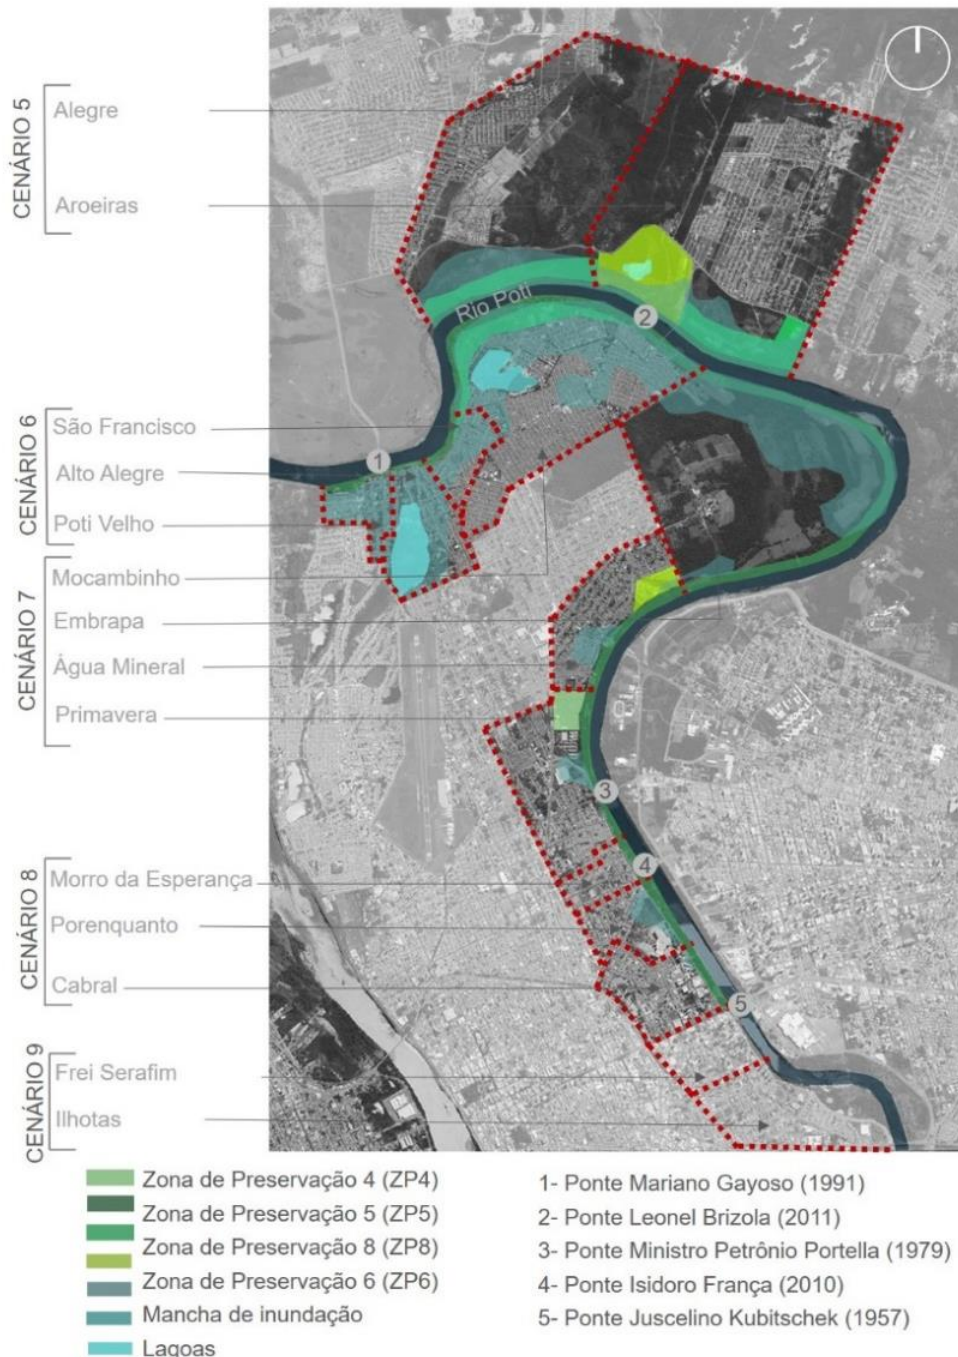 CENÁRIO 5
Alegre
Aroeiras
Rio Poti
2
CENÁRIO 6
São Francisco
Alto Alegre
Poti Velho
1
CENÁRIO 7
Mocambinho
Embrapa
Água Mineral
Primavera
3
CENÁRIO 8
Morro da Esperança
Porenquanto
Cabral
4
5
CENÁRIO 9
Frei Serafim
Ilhotas
Zona de Preservação 4 (ZP4)
Zona de Preservação 5 (ZP5)
Zona de Preservação 8 (ZP8)
Zona de Preservação 6 (ZP6)
Mancha de inundação
Lagoas
1- Ponte Mariano Gayoso (1991)
2- Ponte Leonel Brizola (2011)
3- Ponte Ministro Petrônio Portella (1979)
4- Ponte Isidoro França (2010)
5- Ponte Juscelino Kubitschek (1957)